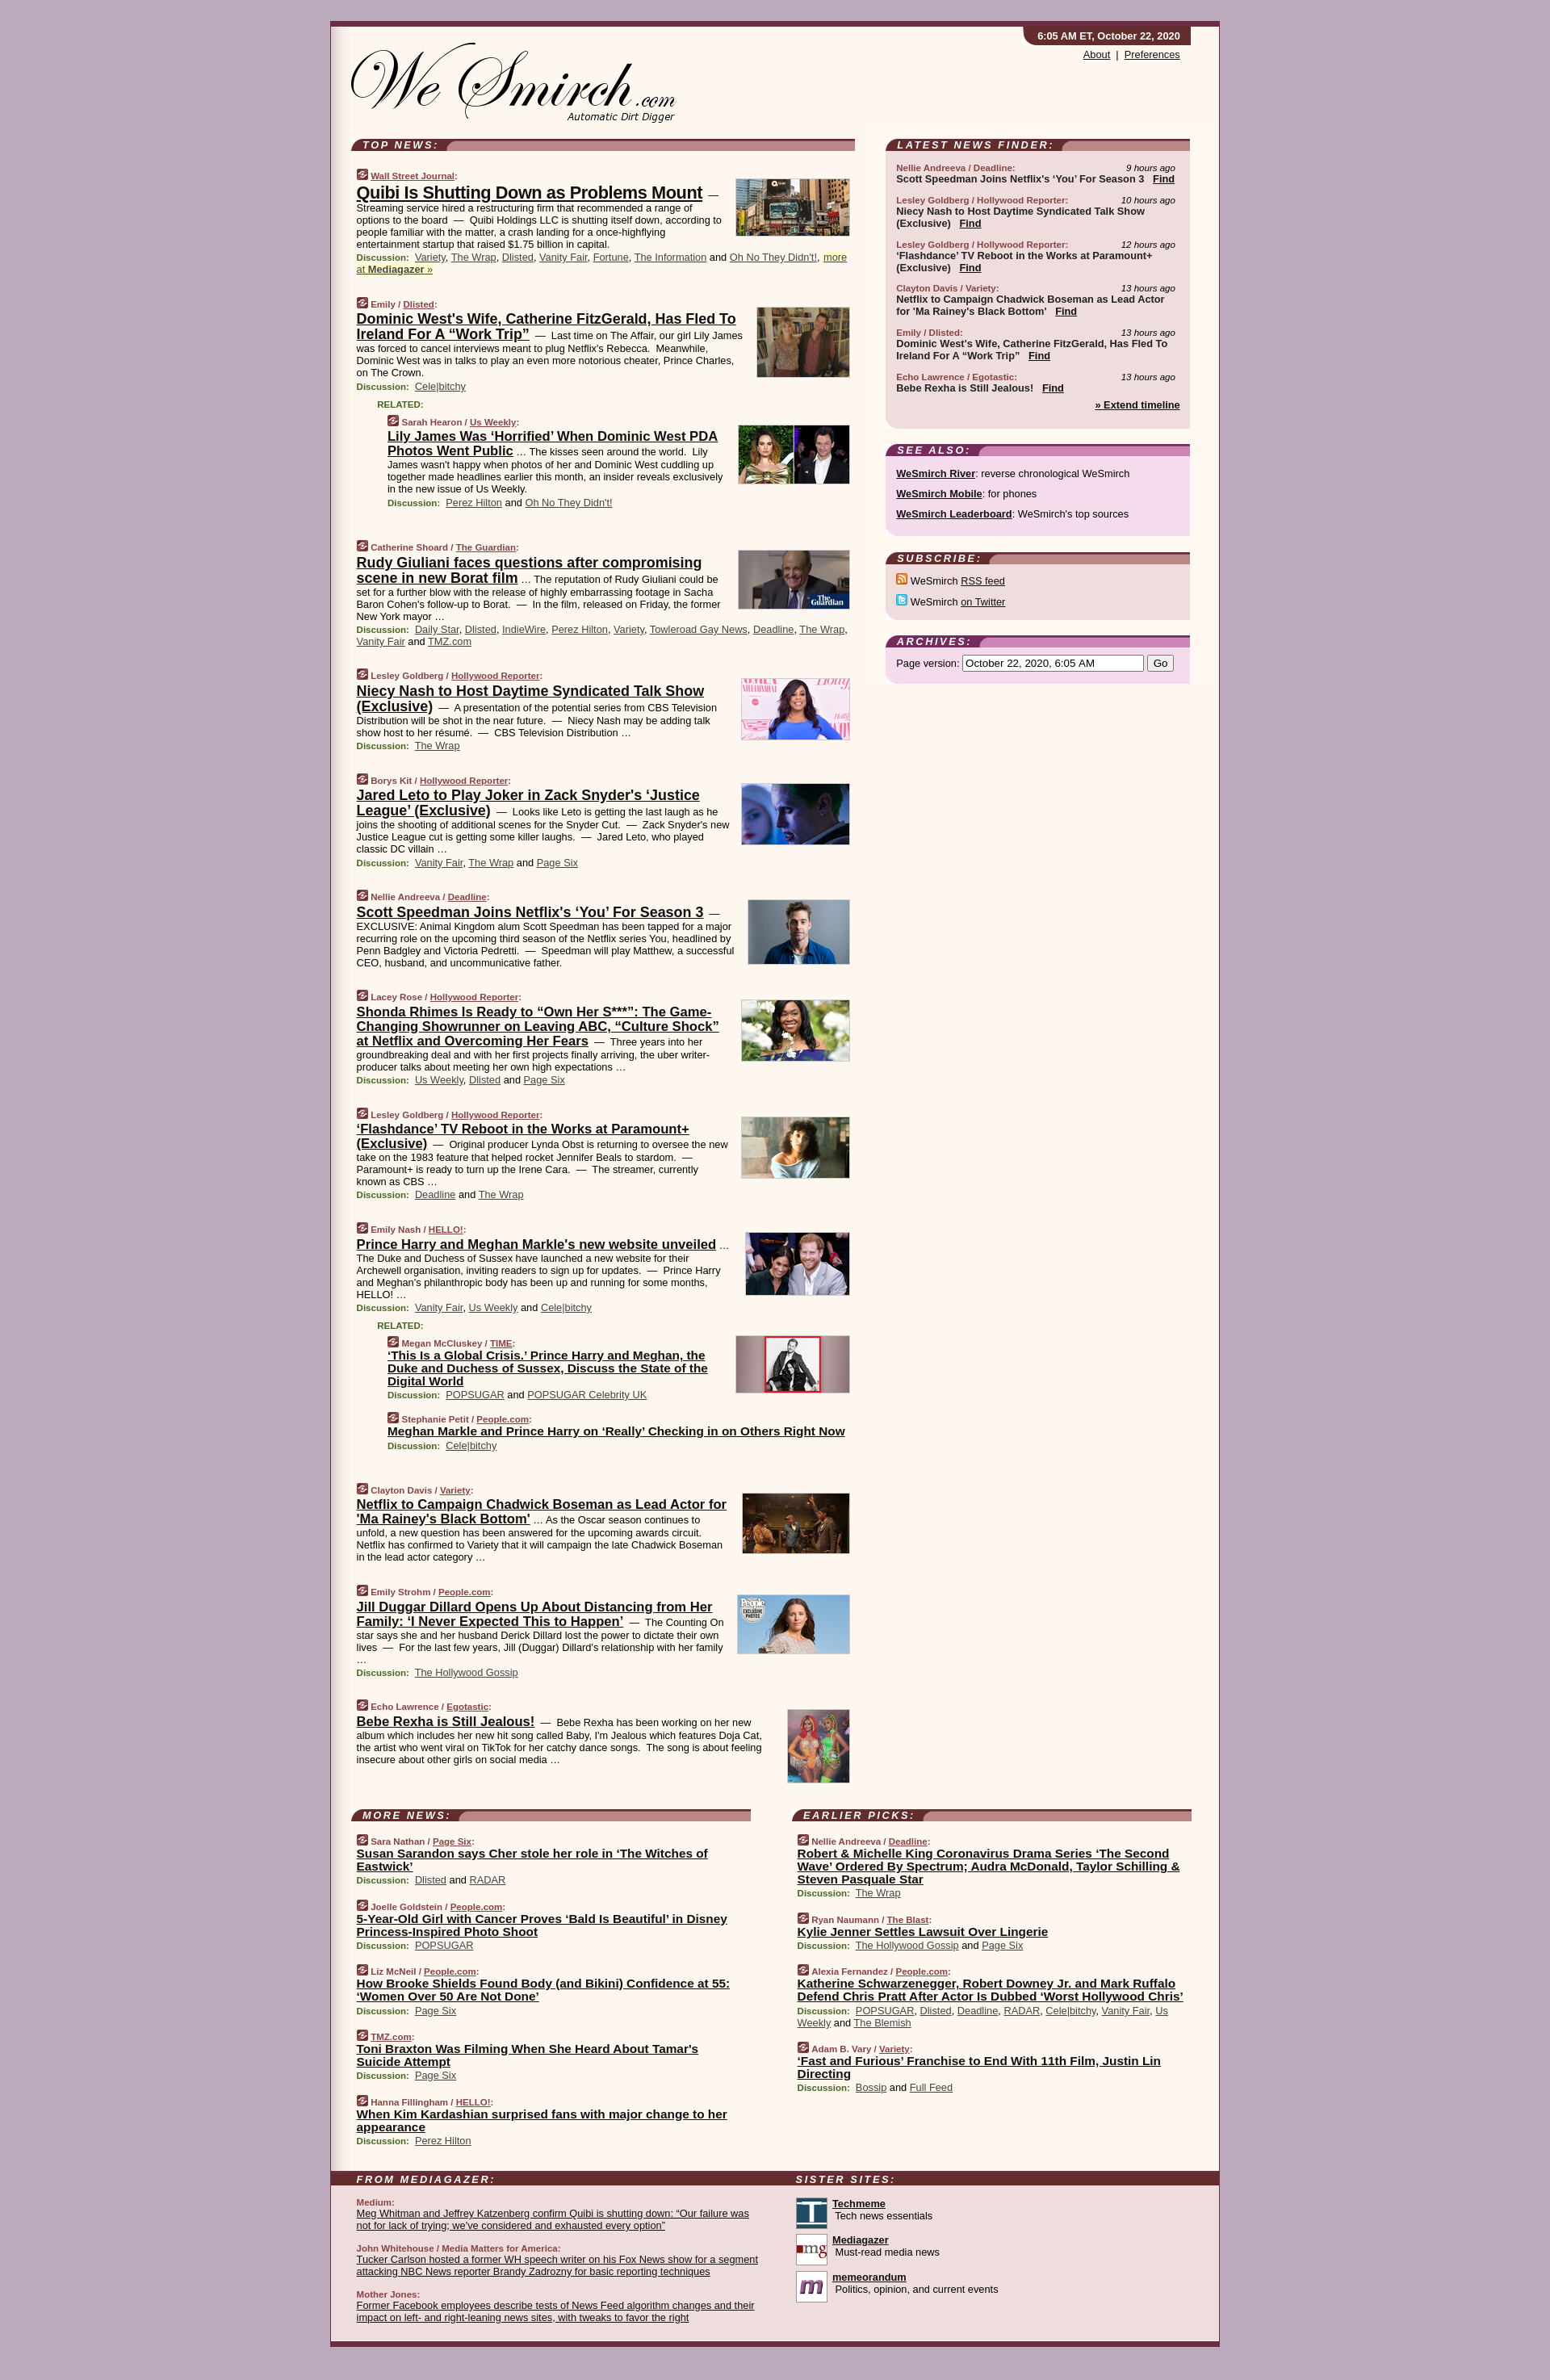 6:05 AM ET, October 22, 2020
About | Preferences
We Smirch .com
Automatic Dirt Digger
TOP NEWS:
Wall Street Journal:
Quibi Is Shutting Down as Problems Mount —
Streaming service hired a restructuring firm that recommended a range of
options to the board — Quibi Holdings LLC is shutting itself down, according to
people familiar with the matter, a crash landing for a once-highflying
entertainment startup that raised $1.75 billion in capital.
Discussion: Variety, The Wrap, Dlisted, Vanity Fair, Fortune, The Information and Oh No They Didn't!, more
at Mediagazer »
Emily / Dlisted:
Dominic West's Wife, Catherine FitzGerald, Has Fled To
Ireland For A “Work Trip” — Last time on The Affair, our girl Lily James
was forced to cancel interviews meant to plug Netflix's Rebecca. Meanwhile,
Dominic West was in talks to play an even more notorious cheater, Prince Charles,
on The Crown.
Discussion: Cele|bitchy
RELATED:
Sarah Hearon / Us Weekly:
Lily James Was ‘Horrified’ When Dominic West PDA
Photos Went Public … The kisses seen around the world. Lily
James wasn't happy when photos of her and Dominic West cuddling up
together made headlines earlier this month, an insider reveals exclusively
in the new issue of Us Weekly.
Discussion: Perez Hilton and Oh No They Didn't!
Catherine Shoard / The Guardian:
Rudy Giuliani faces questions after compromising
scene in new Borat film … The reputation of Rudy Giuliani could be
set for a further blow with the release of highly embarrassing footage in Sacha
Baron Cohen's follow-up to Borat. — In the film, released on Friday, the former
New York mayor …
The Guardian
Discussion: Daily Star, Dlisted, IndieWire, Perez Hilton, Variety, Towleroad Gay News, Deadline, The Wrap,
Vanity Fair and TMZ.com
Lesley Goldberg / Hollywood Reporter:
Niecy Nash to Host Daytime Syndicated Talk Show
(Exclusive) — A presentation of the potential series from CBS Television
Distribution will be shot in the near future. — Niecy Nash may be adding talk
show host to her résumé. — CBS Television Distribution …
Discussion: The Wrap
Borys Kit / Hollywood Reporter:
Jared Leto to Play Joker in Zack Snyder's ‘Justice
League’ (Exclusive) — Looks like Leto is getting the last laugh as he
joins the shooting of additional scenes for the Snyder Cut. — Zack Snyder's new
Justice League cut is getting some killer laughs. — Jared Leto, who played
classic DC villain …
Discussion: Vanity Fair, The Wrap and Page Six
Nellie Andreeva / Deadline:
Scott Speedman Joins Netflix's ‘You’ For Season 3 —
EXCLUSIVE: Animal Kingdom alum Scott Speedman has been tapped for a major
recurring role on the upcoming third season of the Netflix series You, headlined by
Penn Badgley and Victoria Pedretti. — Speedman will play Matthew, a successful
CEO, husband, and uncommunicative father.
Lacey Rose / Hollywood Reporter:
Shonda Rhimes Is Ready to “Own Her S***”: The Game-
Changing Showrunner on Leaving ABC, “Culture Shock”
at Netflix and Overcoming Her Fears — Three years into her
groundbreaking deal and with her first projects finally arriving, the uber writer-
producer talks about meeting her own high expectations …
Discussion: Us Weekly, Dlisted and Page Six
Lesley Goldberg / Hollywood Reporter:
‘Flashdance’ TV Reboot in the Works at Paramount+
(Exclusive) — Original producer Lynda Obst is returning to oversee the new
take on the 1983 feature that helped rocket Jennifer Beals to stardom. —
Paramount+ is ready to turn up the Irene Cara. — The streamer, currently
known as CBS …
Discussion: Deadline and The Wrap
Emily Nash / HELLO!:
Prince Harry and Meghan Markle's new website unveiled …
The Duke and Duchess of Sussex have launched a new website for their
Archewell organisation, inviting readers to sign up for updates. — Prince Harry
and Meghan's philanthropic body has been up and running for some months,
HELLO! …
Discussion: Vanity Fair, Us Weekly and Cele|bitchy
RELATED:
Megan McCluskey / TIME:
‘This Is a Global Crisis.’ Prince Harry and Meghan, the
Duke and Duchess of Sussex, Discuss the State of the
Digital World
Discussion: POPSUGAR and POPSUGAR Celebrity UK
Stephanie Petit / People.com:
Meghan Markle and Prince Harry on ‘Really’ Checking in on Others Right Now
Discussion: Cele|bitchy
Clayton Davis / Variety:
Netflix to Campaign Chadwick Boseman as Lead Actor for
'Ma Rainey's Black Bottom' … As the Oscar season continues to
unfold, a new question has been answered for the upcoming awards circuit.
Netflix has confirmed to Variety that it will campaign the late Chadwick Boseman
in the lead actor category …
Emily Strohm / People.com:
Jill Duggar Dillard Opens Up About Distancing from Her
Family: ‘I Never Expected This to Happen’ — The Counting On
star says she and her husband Derick Dillard lost the power to dictate their own
lives — For the last few years, Jill (Duggar) Dillard's relationship with her family
…
Discussion: The Hollywood Gossip
Echo Lawrence / Egotastic:
Bebe Rexha is Still Jealous! — Bebe Rexha has been working on her new
album which includes her new hit song called Baby, I'm Jealous which features Doja Cat,
the artist who went viral on TikTok for her catchy dance songs. The song is about feeling
insecure about other girls on social media …
LATEST NEWS FINDER:
Nellie Andreeva / Deadline: 9 hours ago
Scott Speedman Joins Netflix's ‘You’ For Season 3 Find
Lesley Goldberg / Hollywood Reporter: 10 hours ago
Niecy Nash to Host Daytime Syndicated Talk Show
(Exclusive) Find
Lesley Goldberg / Hollywood Reporter: 12 hours ago
‘Flashdance’ TV Reboot in the Works at Paramount+
(Exclusive) Find
Clayton Davis / Variety: 13 hours ago
Netflix to Campaign Chadwick Boseman as Lead Actor
for 'Ma Rainey's Black Bottom' Find
Emily / Dlisted: 13 hours ago
Dominic West's Wife, Catherine FitzGerald, Has Fled To
Ireland For A “Work Trip” Find
Echo Lawrence / Egotastic: 13 hours ago
Bebe Rexha is Still Jealous! Find
» Extend timeline
SEE ALSO:
WeSmirch River: reverse chronological WeSmirch
WeSmirch Mobile: for phones
WeSmirch Leaderboard: WeSmirch's top sources
SUBSCRIBE:
WeSmirch RSS feed
WeSmirch on Twitter
ARCHIVES:
Page version: October 22, 2020, 6:05 AM Go
MORE NEWS:
Sara Nathan / Page Six:
Susan Sarandon says Cher stole her role in ‘The Witches of
Eastwick’
Discussion: Dlisted and RADAR
Joelle Goldstein / People.com:
5-Year-Old Girl with Cancer Proves ‘Bald Is Beautiful’ in Disney
Princess-Inspired Photo Shoot
Discussion: POPSUGAR
Liz McNeil / People.com:
How Brooke Shields Found Body (and Bikini) Confidence at 55:
‘Women Over 50 Are Not Done’
Discussion: Page Six
TMZ.com:
Toni Braxton Was Filming When She Heard About Tamar's
Suicide Attempt
Discussion: Page Six
Hanna Fillingham / HELLO!:
When Kim Kardashian surprised fans with major change to her
appearance
Discussion: Perez Hilton
EARLIER PICKS:
Nellie Andreeva / Deadline:
Robert & Michelle King Coronavirus Drama Series ‘The Second
Wave’ Ordered By Spectrum; Audra McDonald, Taylor Schilling &
Steven Pasquale Star
Discussion: The Wrap
Ryan Naumann / The Blast:
Kylie Jenner Settles Lawsuit Over Lingerie
Discussion: The Hollywood Gossip and Page Six
Alexia Fernandez / People.com:
Katherine Schwarzenegger, Robert Downey Jr. and Mark Ruffalo
Defend Chris Pratt After Actor Is Dubbed ‘Worst Hollywood Chris’
Discussion: POPSUGAR, Dlisted, Deadline, RADAR, Cele|bitchy, Vanity Fair, Us
Weekly and The Blemish
Adam B. Vary / Variety:
‘Fast and Furious’ Franchise to End With 11th Film, Justin Lin
Directing
Discussion: Bossip and Full Feed
FROM MEDIAGAZER:
Medium:
Meg Whitman and Jeffrey Katzenberg confirm Quibi is shutting down: “Our failure was
not for lack of trying; we've considered and exhausted every option”
John Whitehouse / Media Matters for America:
Tucker Carlson hosted a former WH speech writer on his Fox News show for a segment
attacking NBC News reporter Brandy Zadrozny for basic reporting techniques
Mother Jones:
Former Facebook employees describe tests of News Feed algorithm changes and their
impact on left- and right-leaning news sites, with tweaks to favor the right
SISTER SITES:
T
Techmeme
Tech news essentials
mg
Mediagazer
Must-read media news
m
memeorandum
Politics, opinion, and current events